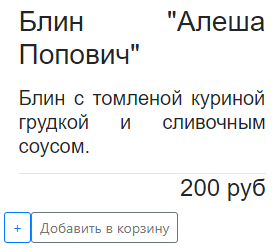 Блин "Алеша
Попович"
Блин с томленой куриной
грудкой и сливочным
соусом.
200 руб
+ Добавить в корзину